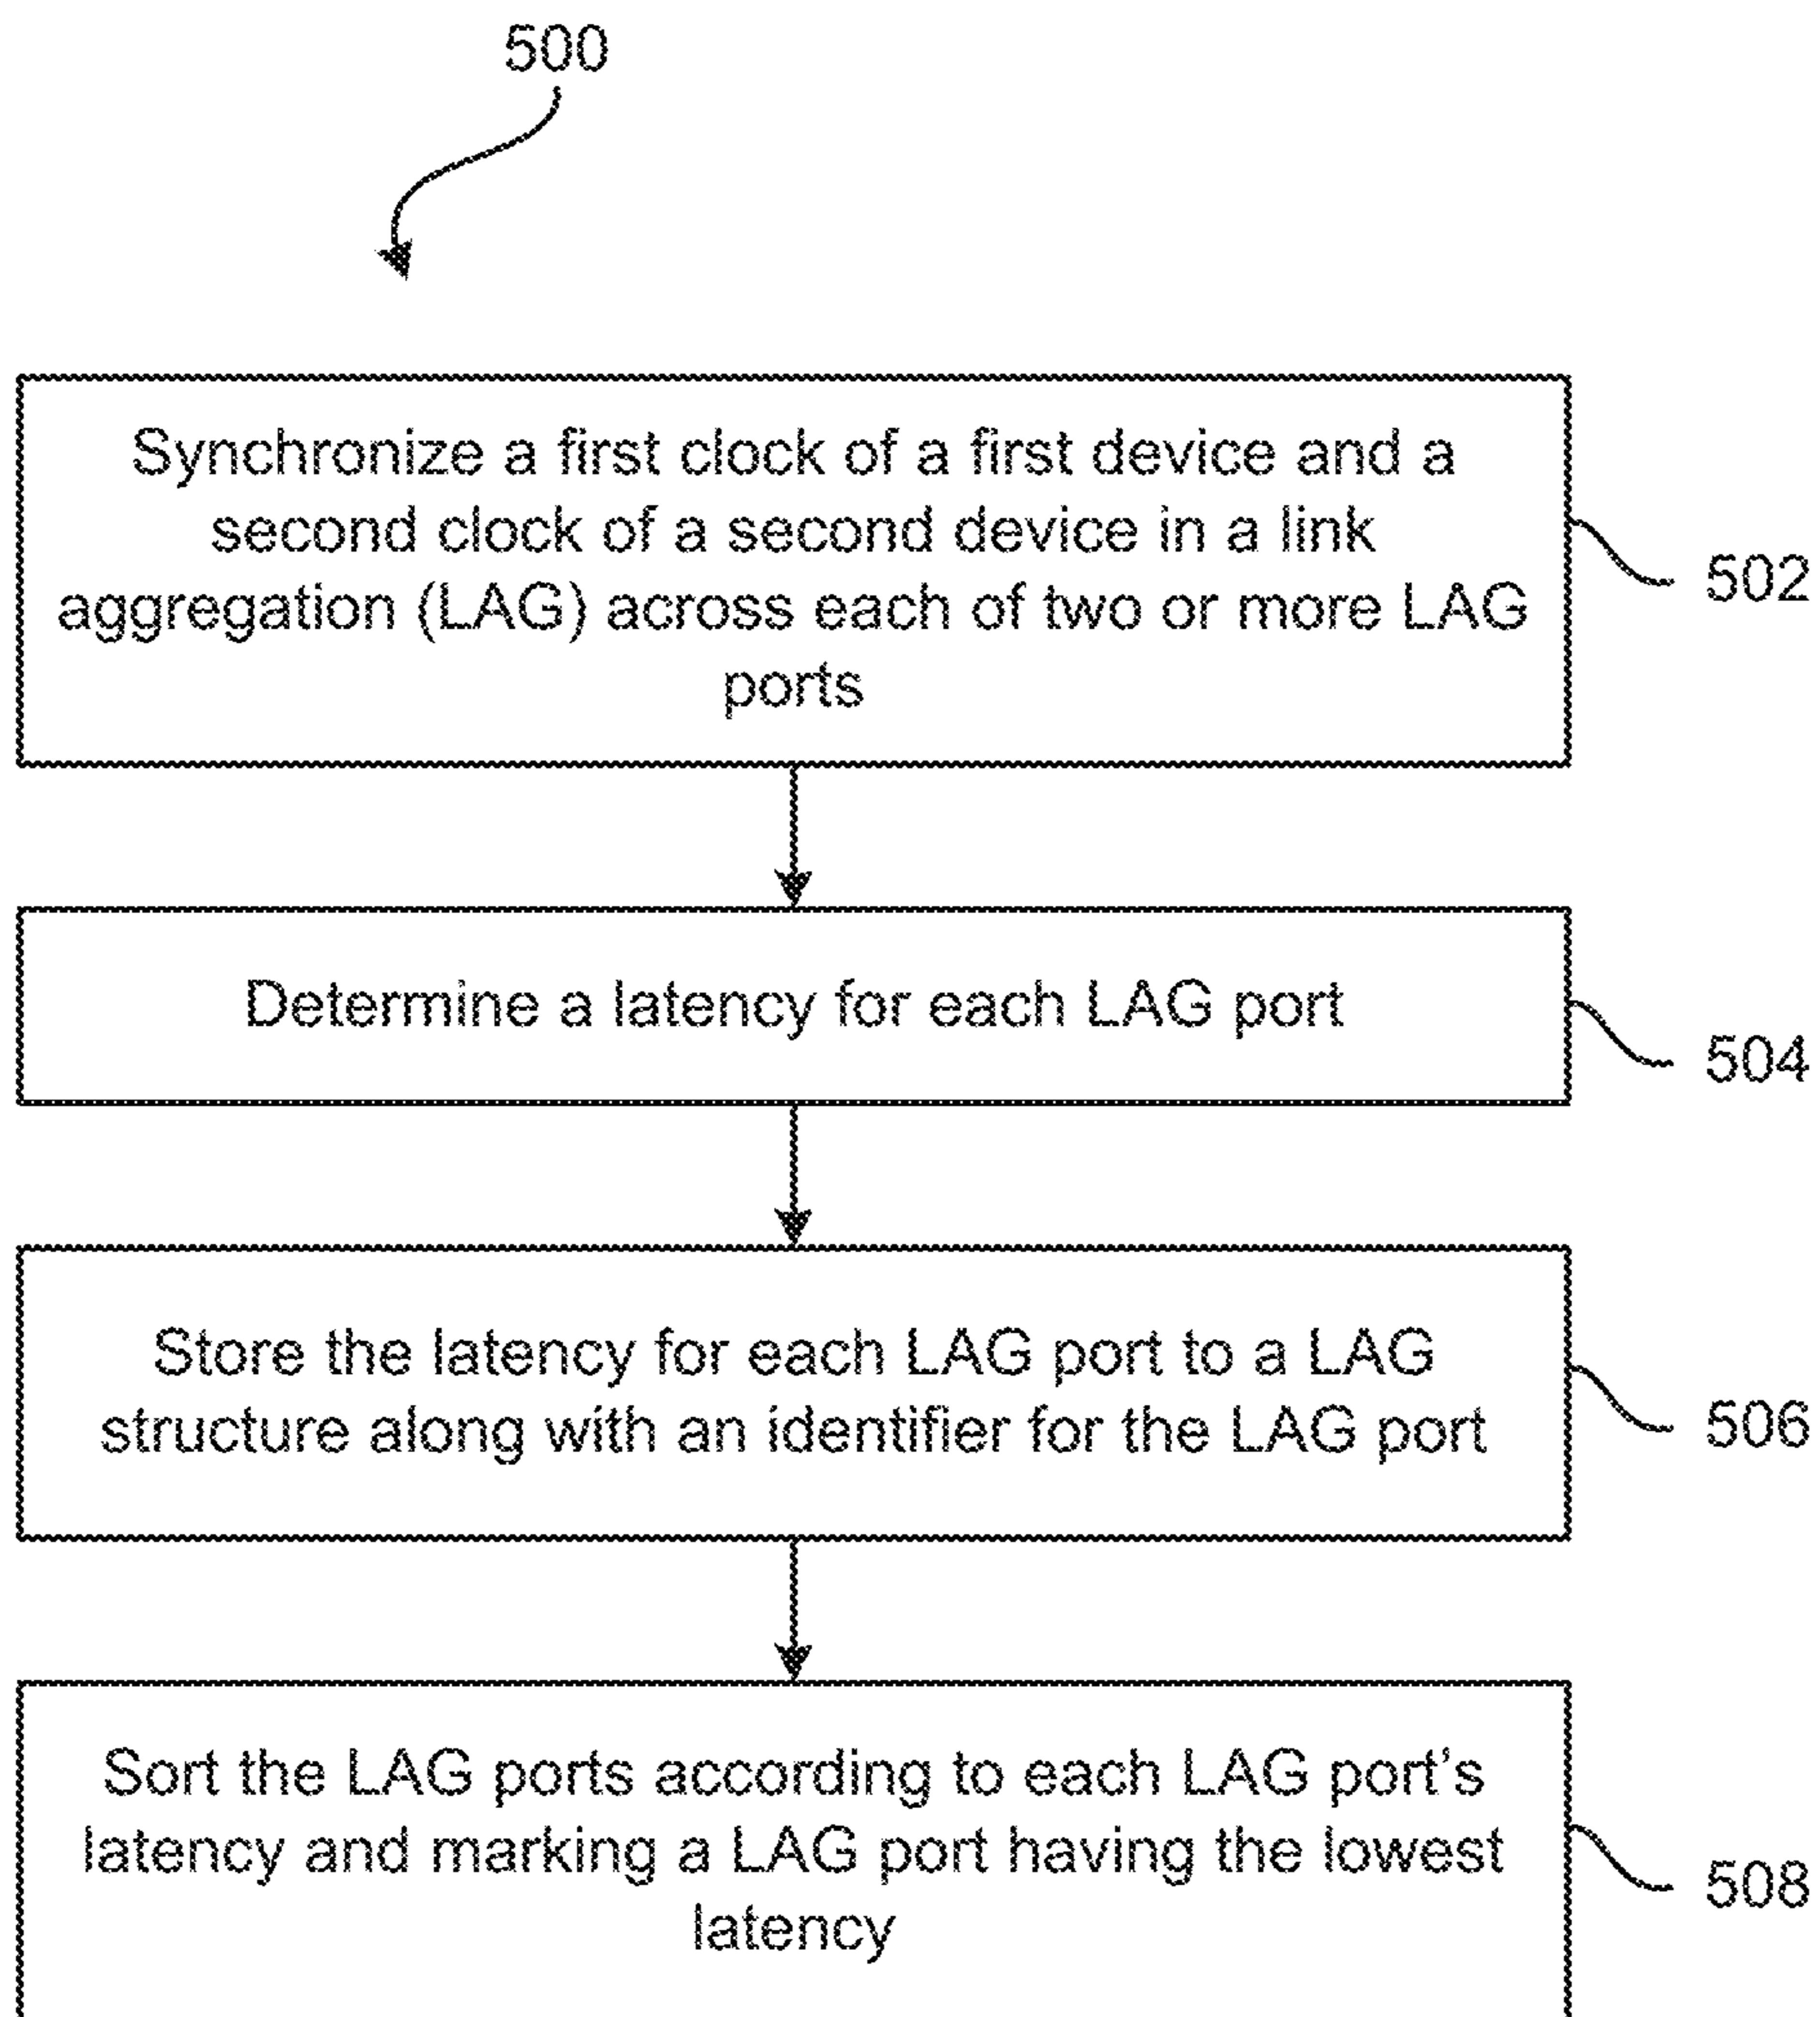 500
Synchronize a first clock of a first device and a
second clock of a second device in a link
aggregation (LAG) across each of two or more LAG
ports
502
Determine a latency for each LAG port
504
Store the latency for each LAG port to a LAG
structure along with an identifier for the LAG port
506
Sort the LAG ports according to each LAG port's
latency and marking a LAG port having the lowest
latency
508